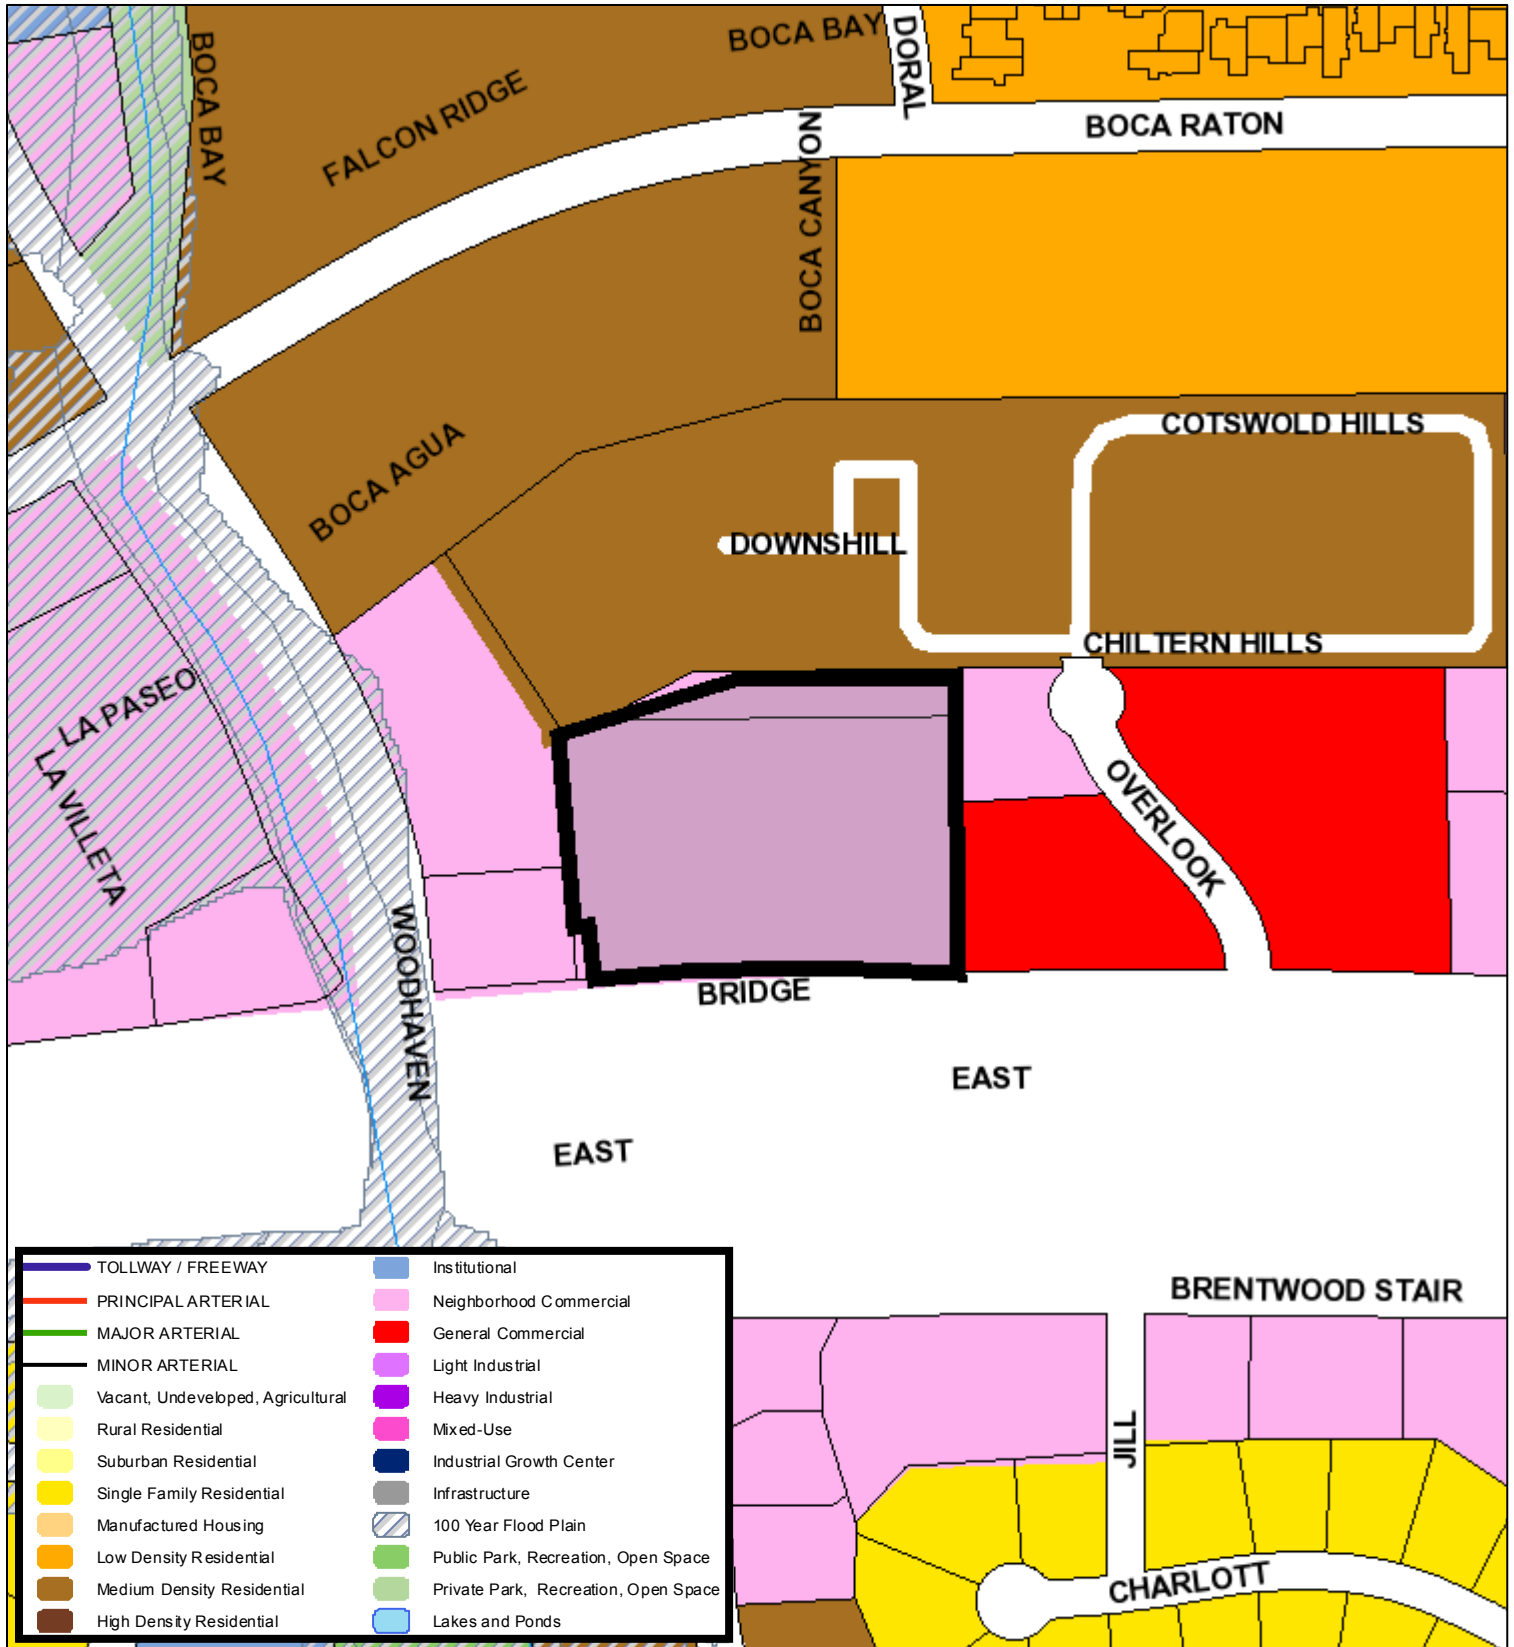 BOCA BAY
BOCA BAY
DORAL
FALCON RIDGE
BOCA RATON
BOCA CANYON
BOCA AGUA
COTSWOLD HILLS
DOWNSHILL
CHILTERN HILLS
LA PASEO
LA VILLETA
OVERLOOK
WOODHAVEN
BRIDGE
EAST
EAST
BRENTWOOD STAIR
JILL
CHARLOTT
TOLLWAY / FREEWAY
PRINCIPAL ARTERIAL
MAJOR ARTERIAL
MINOR ARTERIAL
Vacant, Undeveloped, Agricultural
Rural Residential
Suburban Residential
Single Family Residential
Manufactured Housing
Low Density Residential
Medium Density Residential
High Density Residential
Institutional
Neighborhood Commercial
General Commercial
Light Industrial
Heavy Industrial
Mixed-Use
Industrial Growth Center
Infrastructure
100 Year Flood Plain
Public Park, Recreation, Open Space
Private Park, Recreation, Open Space
Lakes and Ponds